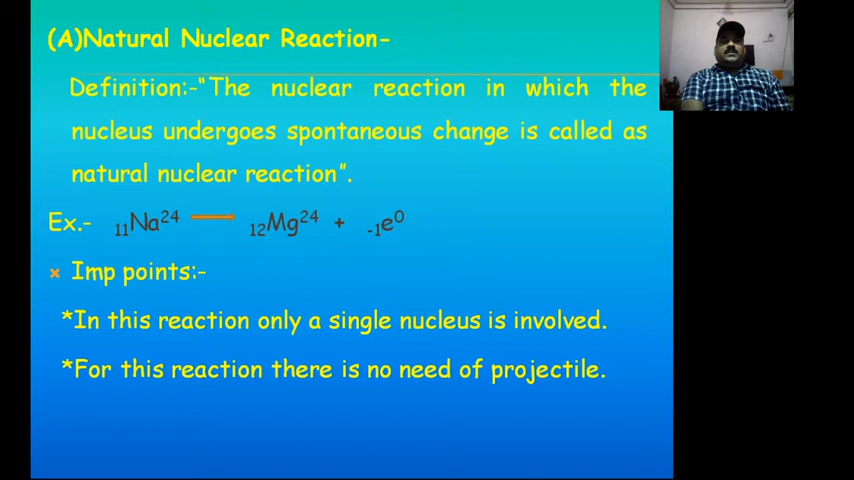 (A)Natural Nuclear Reaction-
Definition:-“The nuclear reaction in which the
nucleus undergoes spontaneous change is called as
natural nuclear reaction”.
Ex.- ₁₁Na²⁴ ₁₂Mg²⁴ + ₋₁e⁰
× Imp points:-
*In this reaction only a single nucleus is involved.
*For this reaction there is no need of projectile.